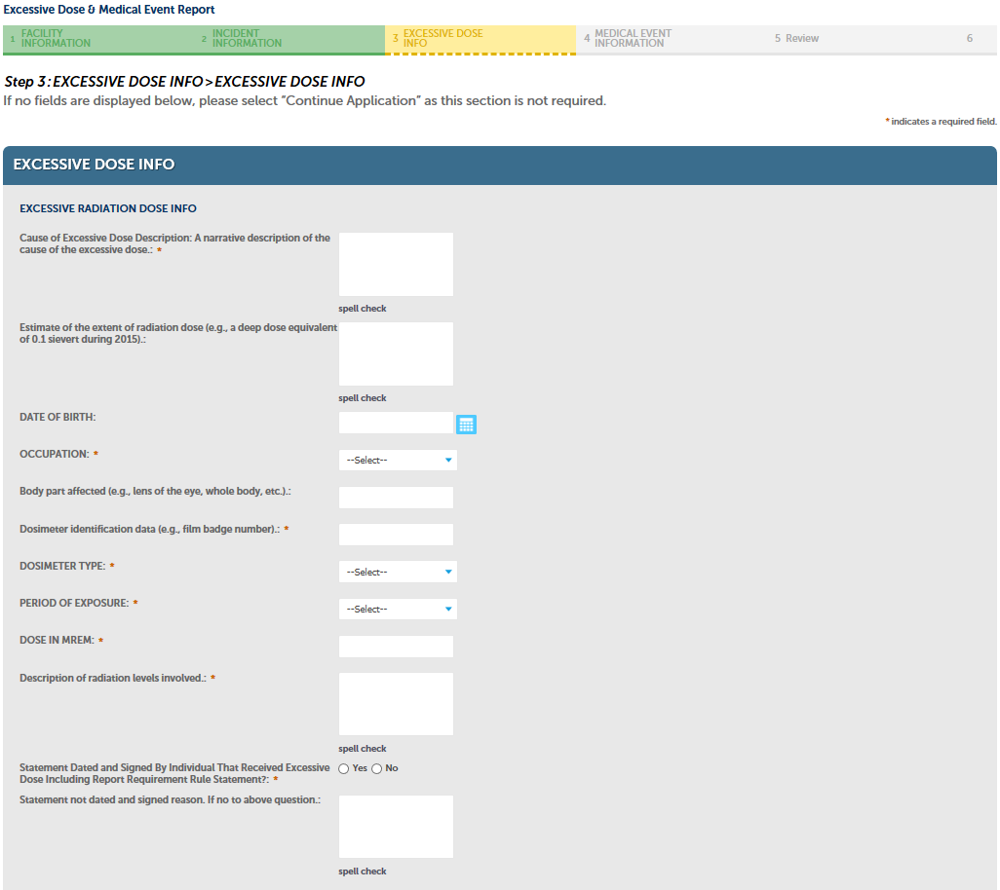 Excessive Dose & Medical Event Report
1 FACILITY INFORMATION
2 INCIDENT INFORMATION
3 EXCESSIVE DOSE INFO
4 MEDICAL EVENT INFORMATION
5 Review
6
Step 3: EXCESSIVE DOSE INFO > EXCESSIVE DOSE INFO
If no fields are displayed below, please select "Continue Application" as this section is not required.
* indicates a required field.
EXCESSIVE DOSE INFO
EXCESSIVE RADIATION DOSE INFO
Cause of Excessive Dose Description: A narrative description of the
cause of the excessive dose.: *
spell check
Estimate of the extent of radiation dose (e.g., a deep dose equivalent
of 0.1 sievert during 2015).:
spell check
DATE OF BIRTH:
OCCUPATION: *
--Select--
Body part affected (e.g., lens of the eye, whole body, etc.).:
Dosimeter identification data (e.g., film badge number).: *
DOSIMETER TYPE: *
--Select--
PERIOD OF EXPOSURE: *
--Select--
DOSE IN MREM: *
Description of radiation levels involved.: *
spell check
Statement Dated and Signed By Individual That Received Excessive
Dose Including Report Requirement Rule Statement?: *
Yes No
Statement not dated and signed reason. If no to above question.:
spell check